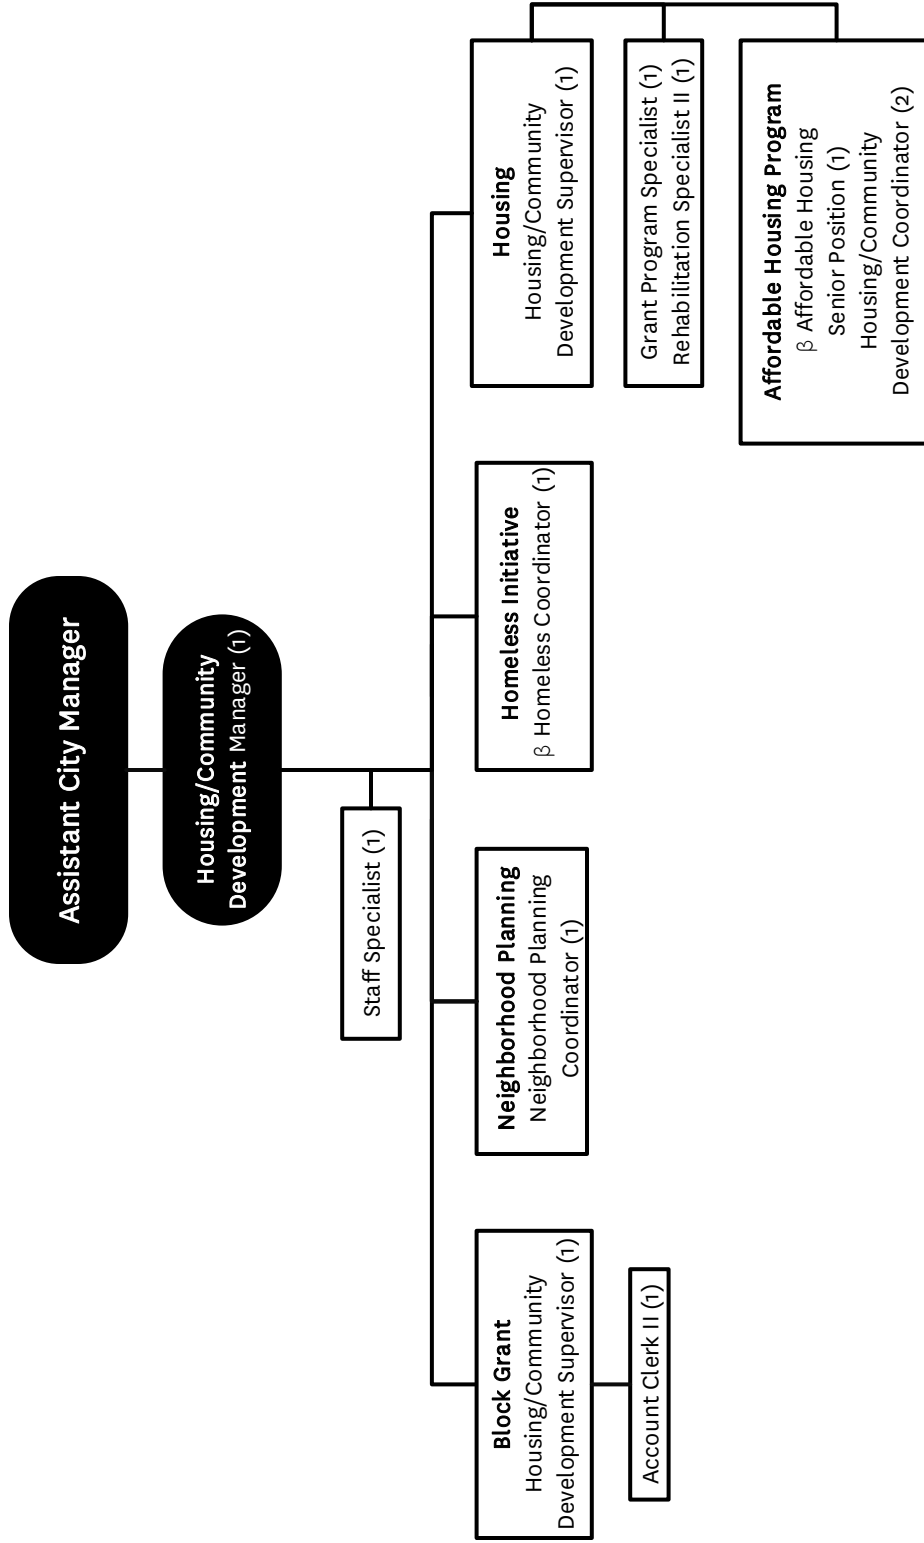 Assistant City Manager
Housing/Community
Development Manager (1)
Staff Specialist (1)
Block Grant
Housing/Community
Development Supervisor (1)
Account Clerk II (1)
Neighborhood Planning
Neighborhood Planning
Coordinator (1)
Homeless Initiative
β Homeless Coordinator (1)
Housing
Housing/Community
Development Supervisor (1)
Grant Program Specialist (1)
Rehabilitation Specialist II (1)
Affordable Housing Program
β Affordable Housing
Senior Position (1)
Housing/Community
Development Coordinator (2)